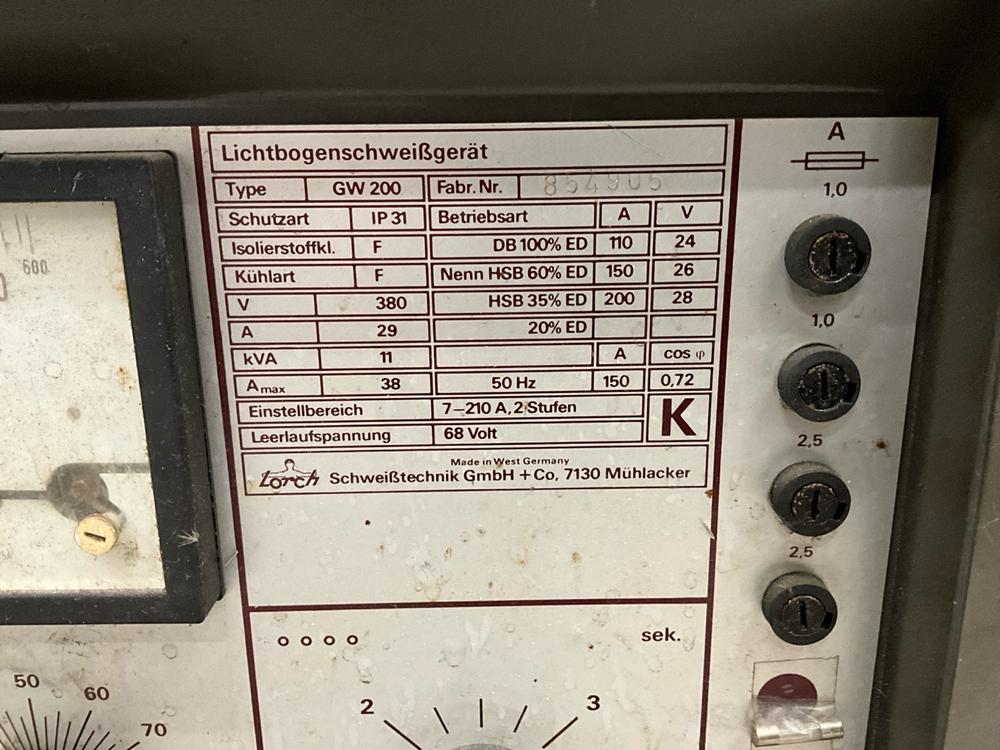 Lichtbogenschweißgerät
Type GW 200 Fabr. Nr. 854905
Schutzart IP 31 Betriebsart A V
Isolierstoffkl. F DB 100% ED 110 24
Kühlart F Nenn HSB 60% ED 150 26
V 380 HSB 35% ED 200 28
A 29 20% ED
kVA 11 A cos φ
Amax 38 50 Hz 150 0,72
Einstellbereich 7–210 A, 2 Stufen K
Leerlaufspannung 68 Volt
Made in West Germany
Lorch Schweißtechnik GmbH + Co, 7130 Mühlacker
A
1,0
1,0
2,5
2,5
600
sek.
2 3
50 60 70